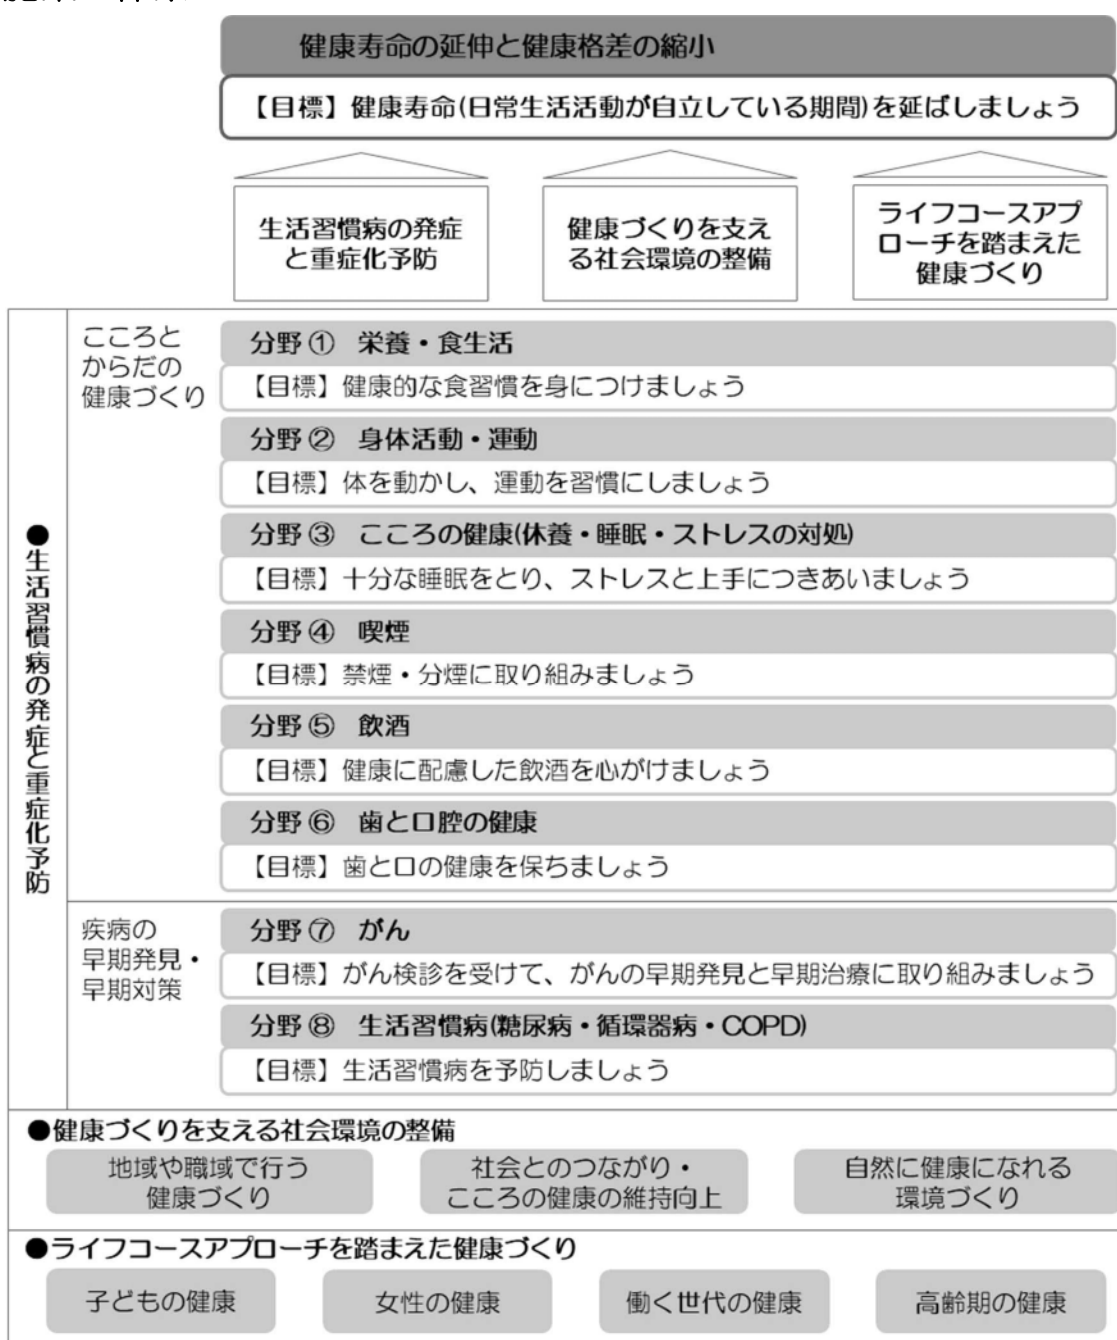 健康寿命の延伸と健康格差の縮小
【目標】健康寿命(日常生活活動が自立している期間)を延ばしましょう
生活習慣病の発症
と重症化予防
健康づくりを支え
る社会環境の整備
ライフコースアプ
ローチを踏まえた
健康づくり
●生活習慣病の発症と重症化予防
こころと
からだの
健康づくり
分野① 栄養・食生活
【目標】健康的な食習慣を身につけましょう
分野② 身体活動・運動
【目標】体を動かし、運動を習慣にしましょう
分野③ こころの健康(休養・睡眠・ストレスの対処)
【目標】十分な睡眠をとり、ストレスと上手につきあいましょう
分野④ 喫煙
【目標】禁煙・分煙に取り組みましょう
分野⑤ 飲酒
【目標】健康に配慮した飲酒を心がけましょう
分野⑥ 歯と口腔の健康
【目標】歯と口の健康を保ちましょう
疾病の
早期発見・
早期対策
分野⑦ がん
【目標】がん検診を受けて、がんの早期発見と早期治療に取り組みましょう
分野⑧ 生活習慣病(糖尿病・循環器病・COPD)
【目標】生活習慣病を予防しましょう
●健康づくりを支える社会環境の整備
地域や職域で行う
健康づくり
社会とのつながり・
こころの健康の維持向上
自然に健康になれる
環境づくり
●ライフコースアプローチを踏まえた健康づくり
子どもの健康
女性の健康
働く世代の健康
高齢期の健康